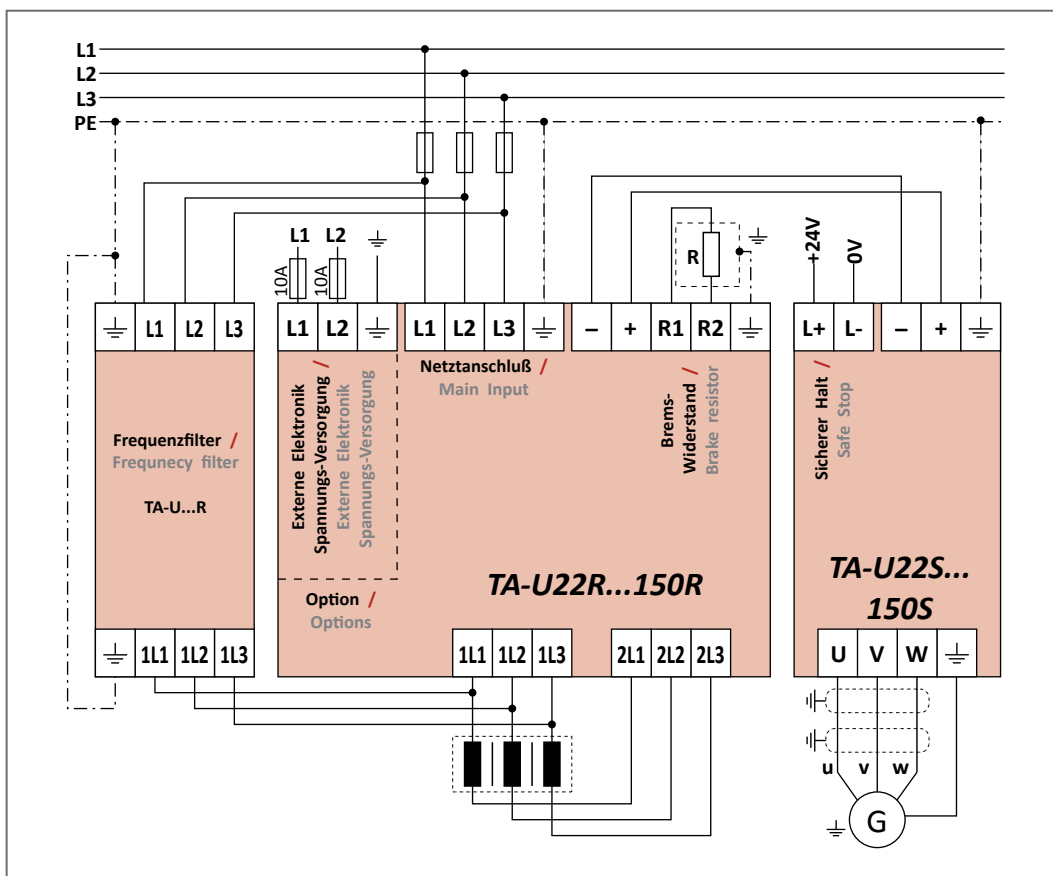 L1
L2
L3
PE
L1 L2
10A 10A
R
+24V 0V
L1 L2 L3
L1 L2
L1 L2 L3
– + R1 R2
L+ L- – +
Frequenzfilter /
Frequnecy filter
TA-U...R
Externe Elektronik
Spannungs-Versorgung /
Externe Elektronik
Spannungs-Versorgung
Netztanschluß /
Main Input
Brems-
Widerstand /
Brake resistor
Sicherer Halt /
Safe Stop
Option /
Options
TA-U22R...150R
TA-U22S...
150S
1L1 1L2 1L3
1L1 1L2 1L3
2L1 2L2 2L3
U V W
u v w
G